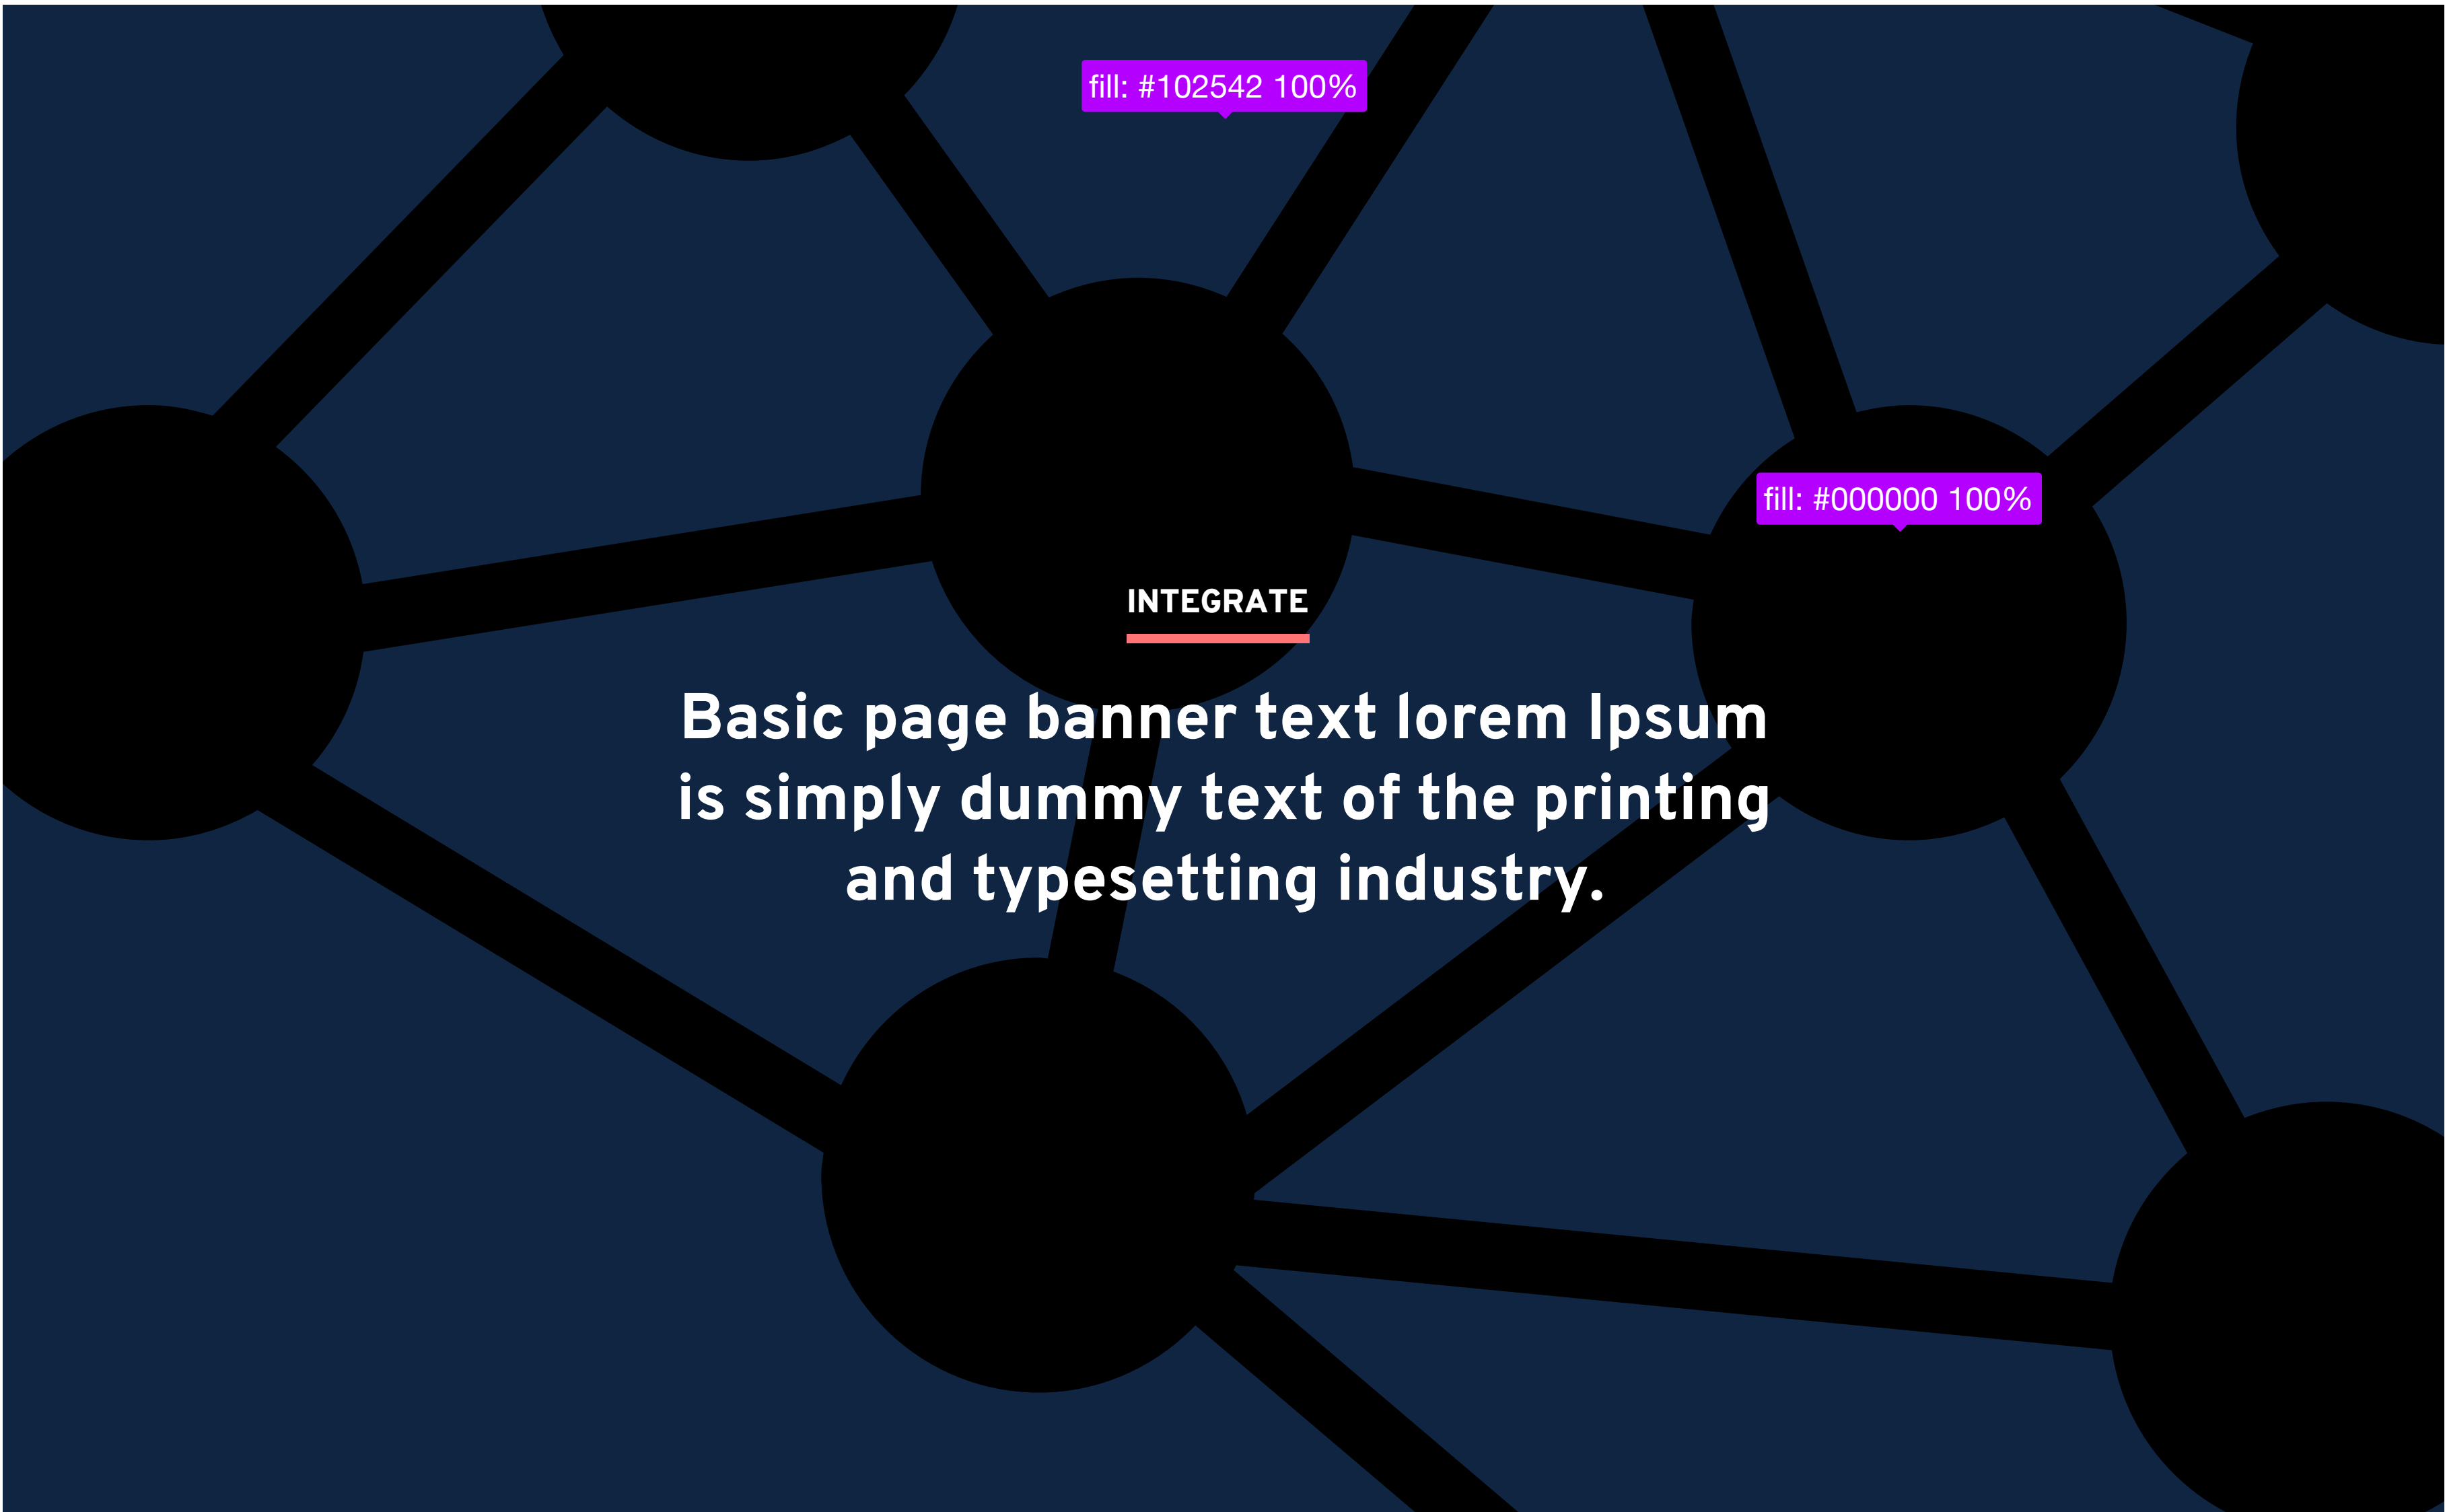 fill: #102542 100%
fill: #000000 100%
INTEGRATE
Basic page banner text lorem Ipsum
is simply dummy text of the printing
and typesetting industry.